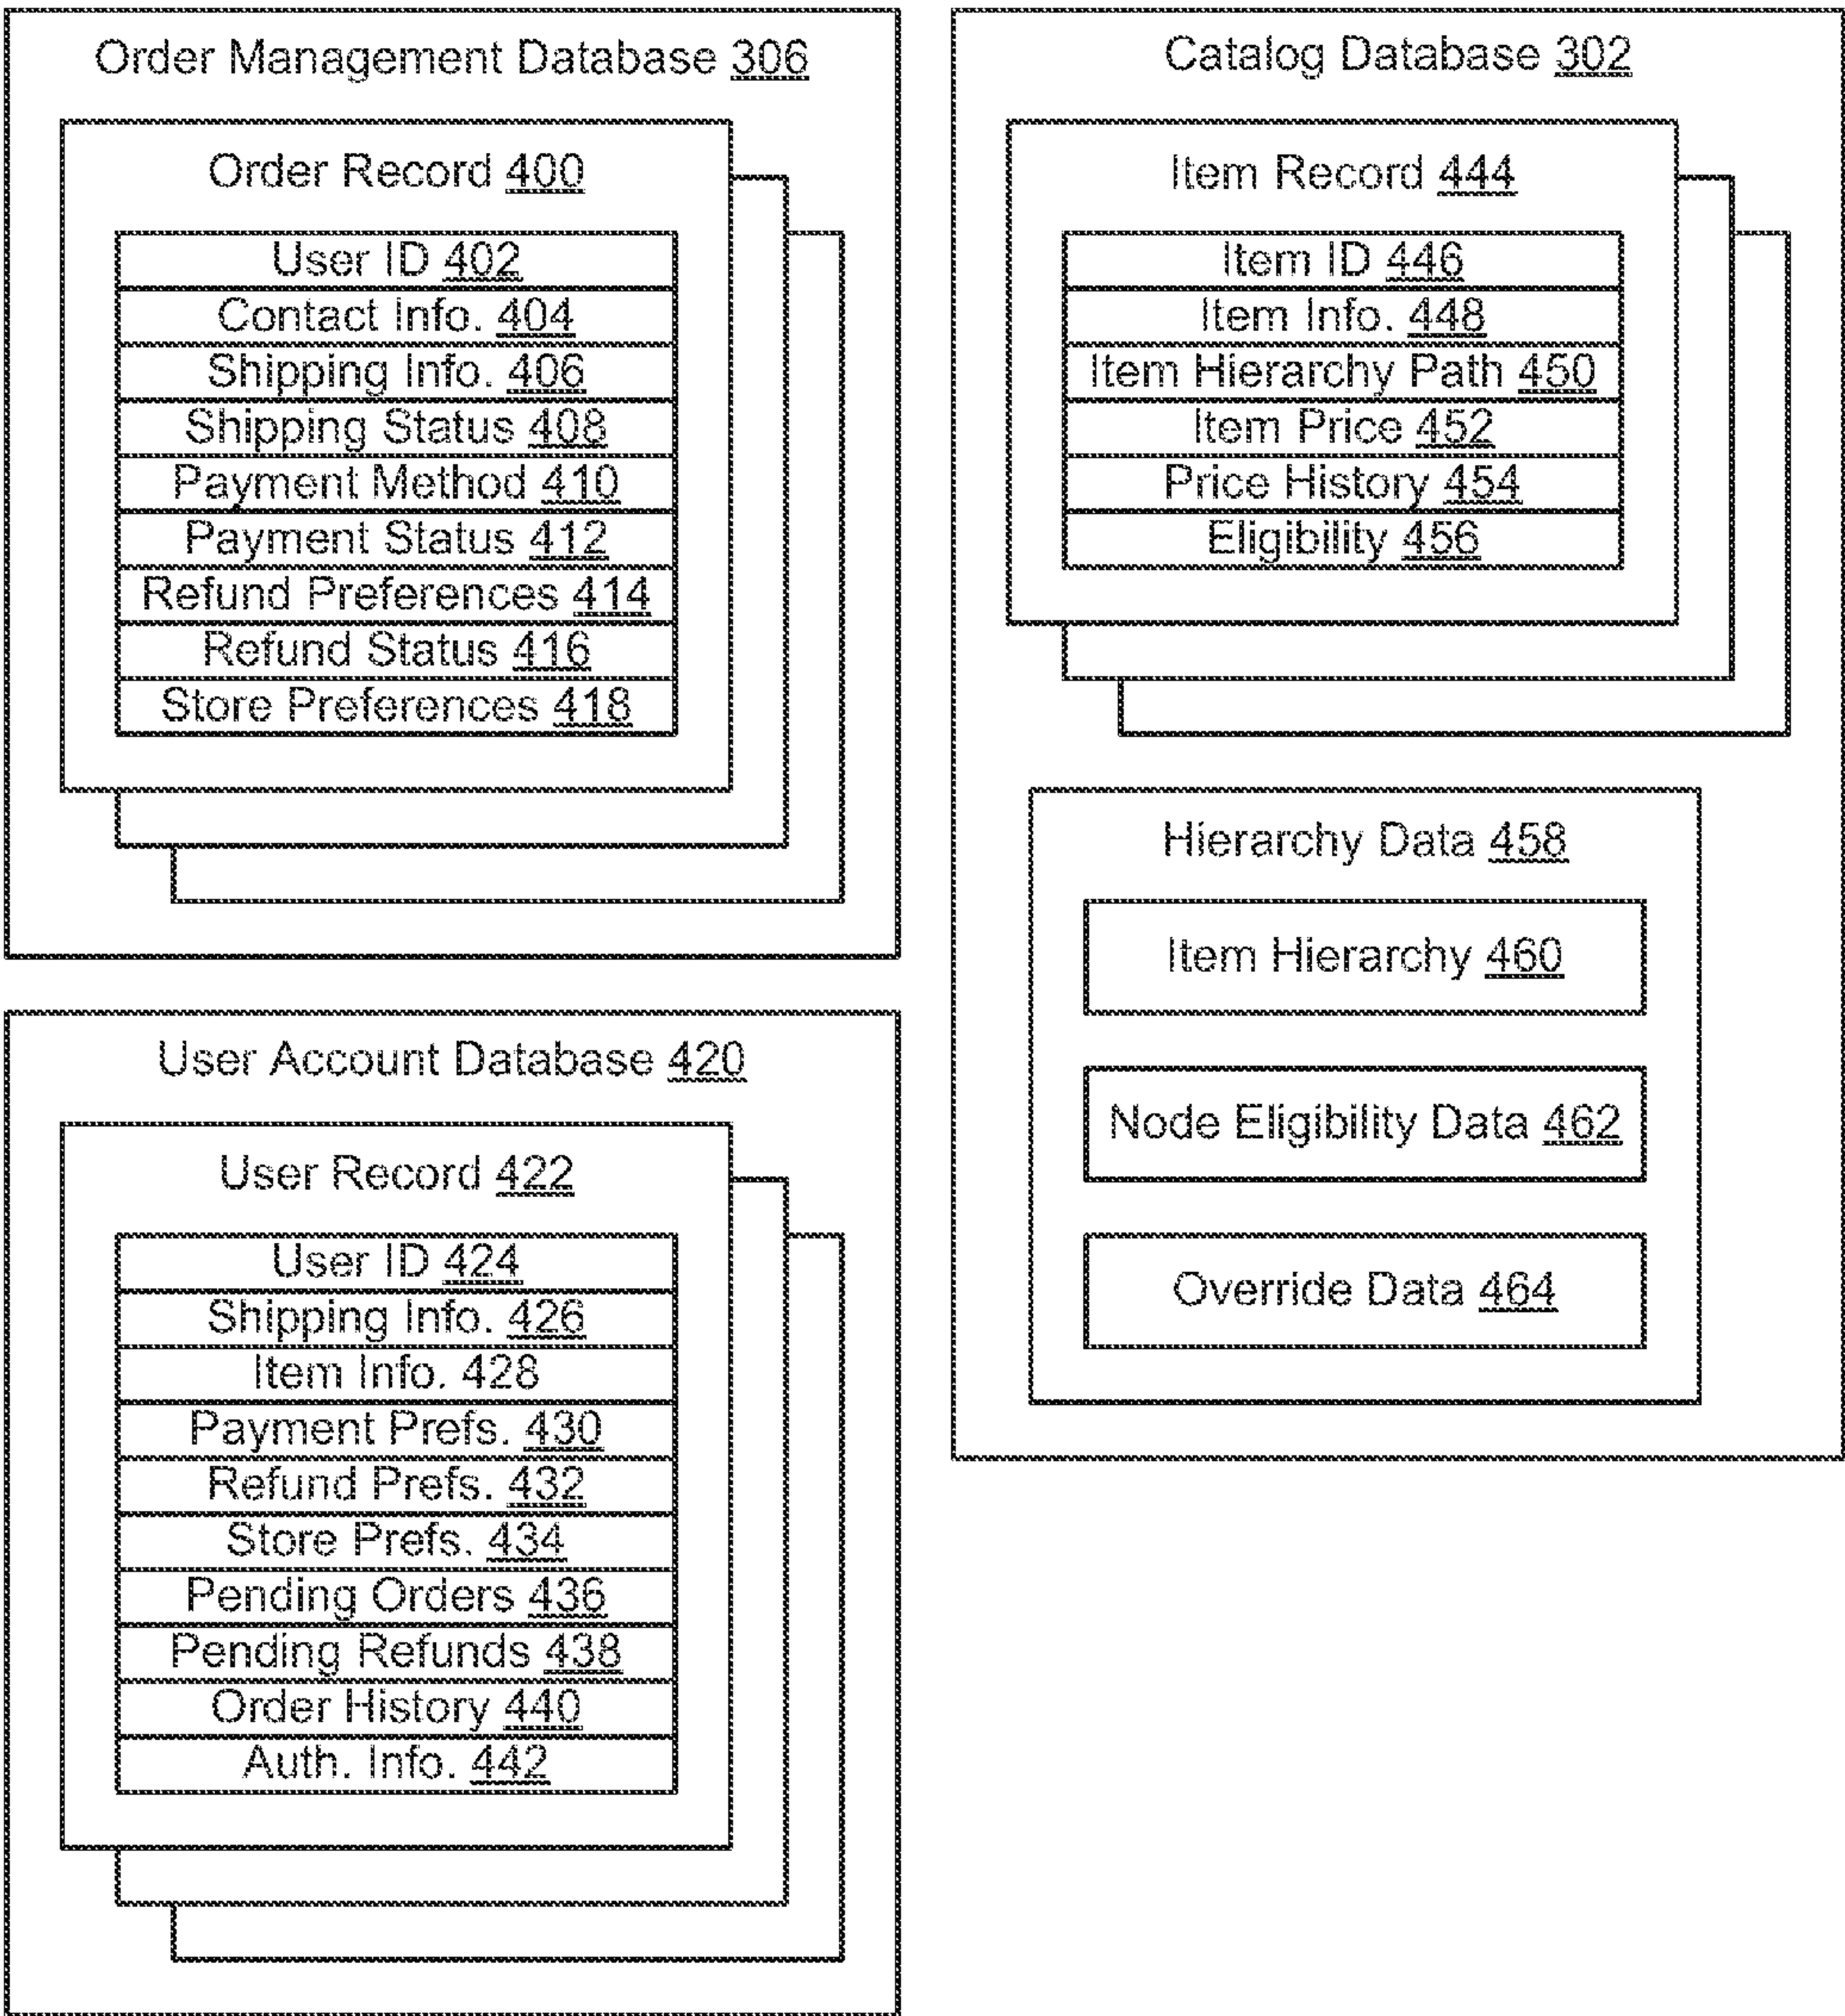 Order Management Database 306
Order Record 400
User ID 402
Contact Info. 404
Shipping Info. 406
Shipping Status 408
Payment Method 410
Payment Status 412
Refund Preferences 414
Refund Status 416
Store Preferences 418
User Account Database 420
User Record 422
User ID 424
Shipping Info. 426
Item Info. 428
Payment Prefs. 430
Refund Prefs. 432
Store Prefs. 434
Pending Orders 436
Pending Refunds 438
Order History 440
Auth. Info. 442
Catalog Database 302
Item Record 444
Item ID 446
Item Info. 448
Item Hierarchy Path 450
Item Price 452
Price History 454
Eligibility 456
Hierarchy Data 458
Item Hierarchy 460
Node Eligibility Data 462
Override Data 464